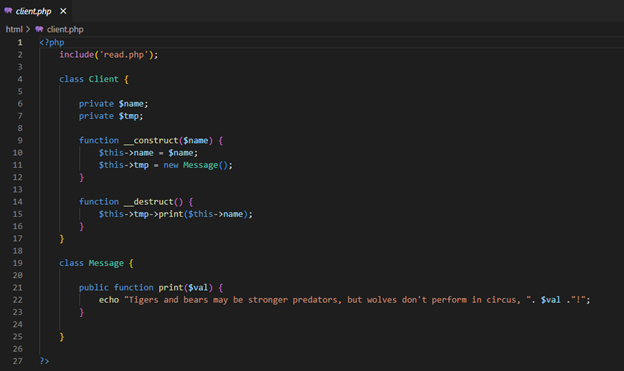 client.php ×
html > client.php
1 <?php
2 include('read.php');
3
4 class Client {
5
6 private $name;
7 private $tmp;
8
9 function __construct($name) {
10 $this->name = $name;
11 $this->tmp = new Message();
12 }
13
14 function __destruct() {
15 $this->tmp->print($this->name);
16 }
17 }
18
19 class Message {
20
21 public function print($val) {
22 echo "Tigers and bears may be stronger predators, but wolves don't perform in circus, ". $val ."!";
23 }
24
25 }
26
27 ?>